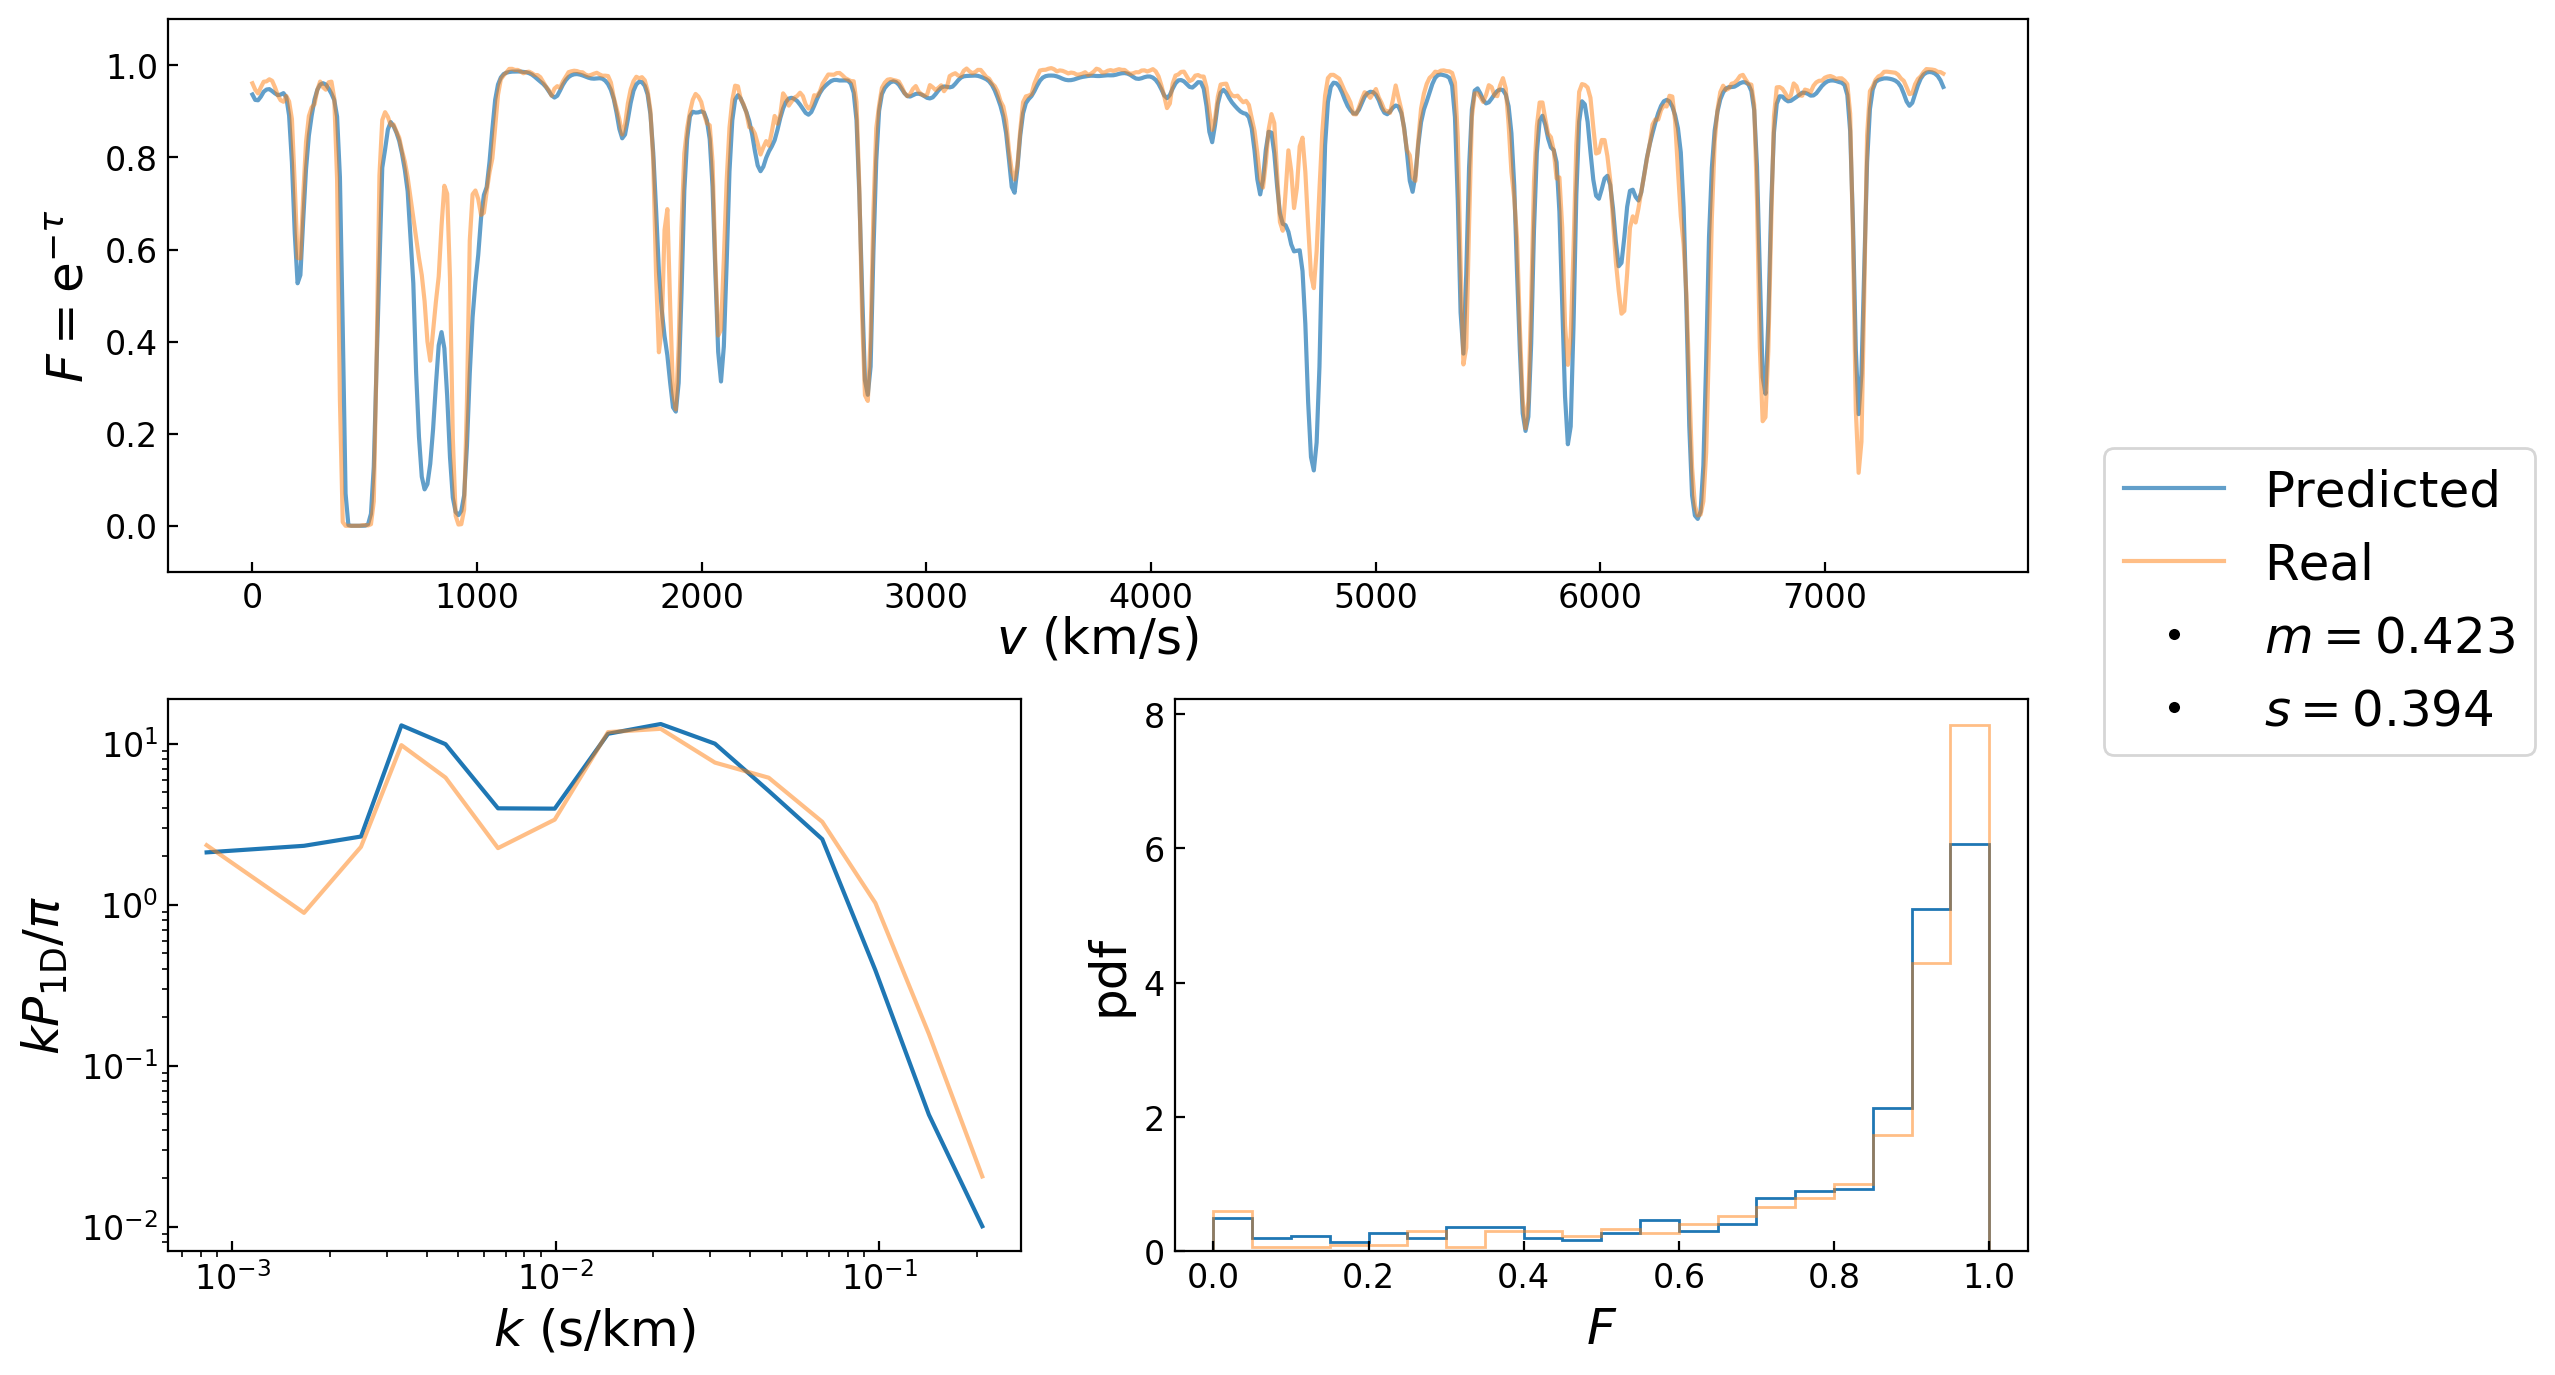 1.0
0.8
0.6
0.4
0.2
0.0
F = e^{−τ}
0 1000 2000 3000 4000 5000 6000 7000
v (km/s)
Predicted
Real
m = 0.423
s = 0.394
10^1
10^0
10^{−1}
10^{−2}
kP_{1D}/π
10^{−3} 10^{−2} 10^{−1}
k (s/km)
8
6
4
2
0
pdf
0.0 0.2 0.4 0.6 0.8 1.0
F